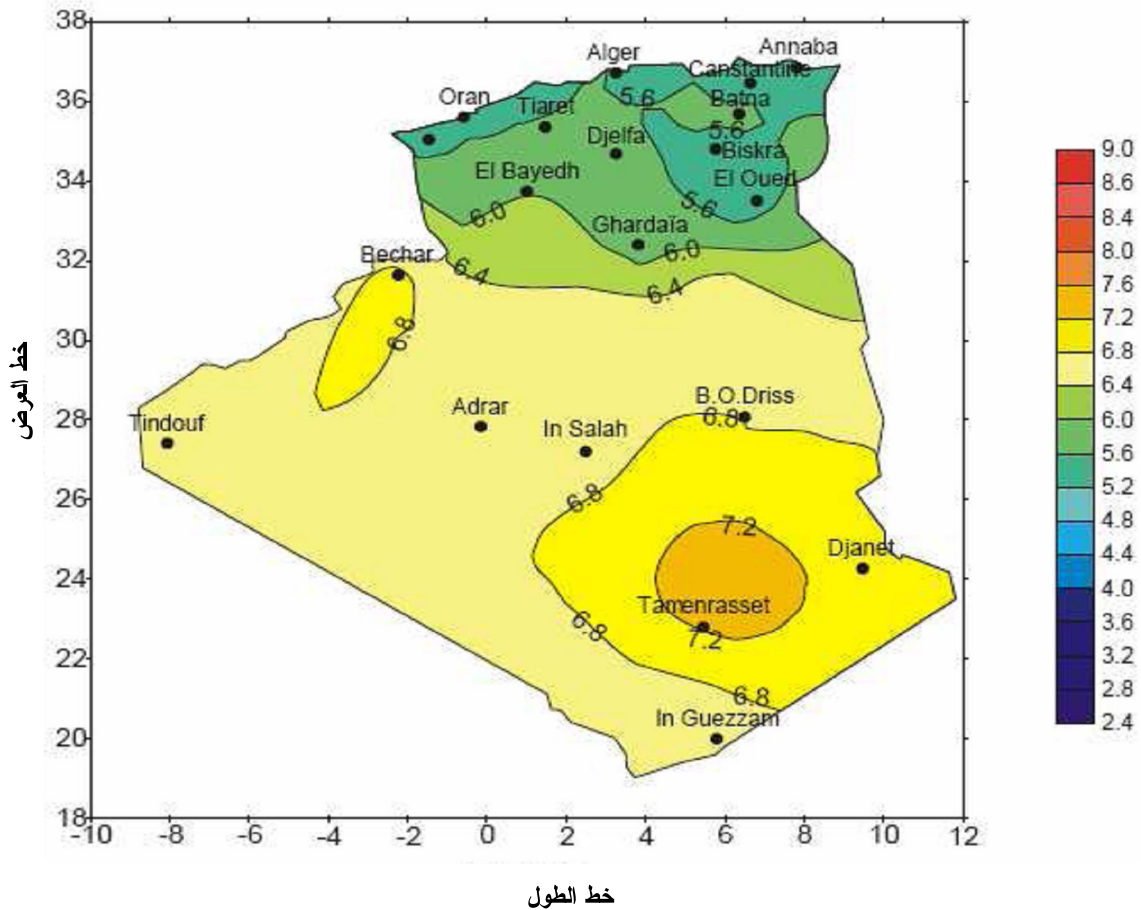 38
36
34
32
30
28
26
24
22
20
18
خط العرض
-10 -8 -6 -4 -2 0 2 4 6 8 10 12
خط الطول
Annaba
Alger
Canstantine
Oran
Tiaret
5.6
Batna
5.6
Djelfa
Biskra
El Bayedh
El Oued
6.0
5.6
Ghardaïa
6.0
Bechar
6.4
6.4
6.8
B.O.Driss
Adrar
6.8
Tindouf
In Salah
6.8
7.2
Djanet
Tamenrasset
6.8
7.2
6.8
In Guezzam
9.0
8.6
8.4
8.0
7.6
7.2
6.8
6.4
6.0
5.6
5.2
4.8
4.4
4.0
3.6
3.2
2.8
2.4